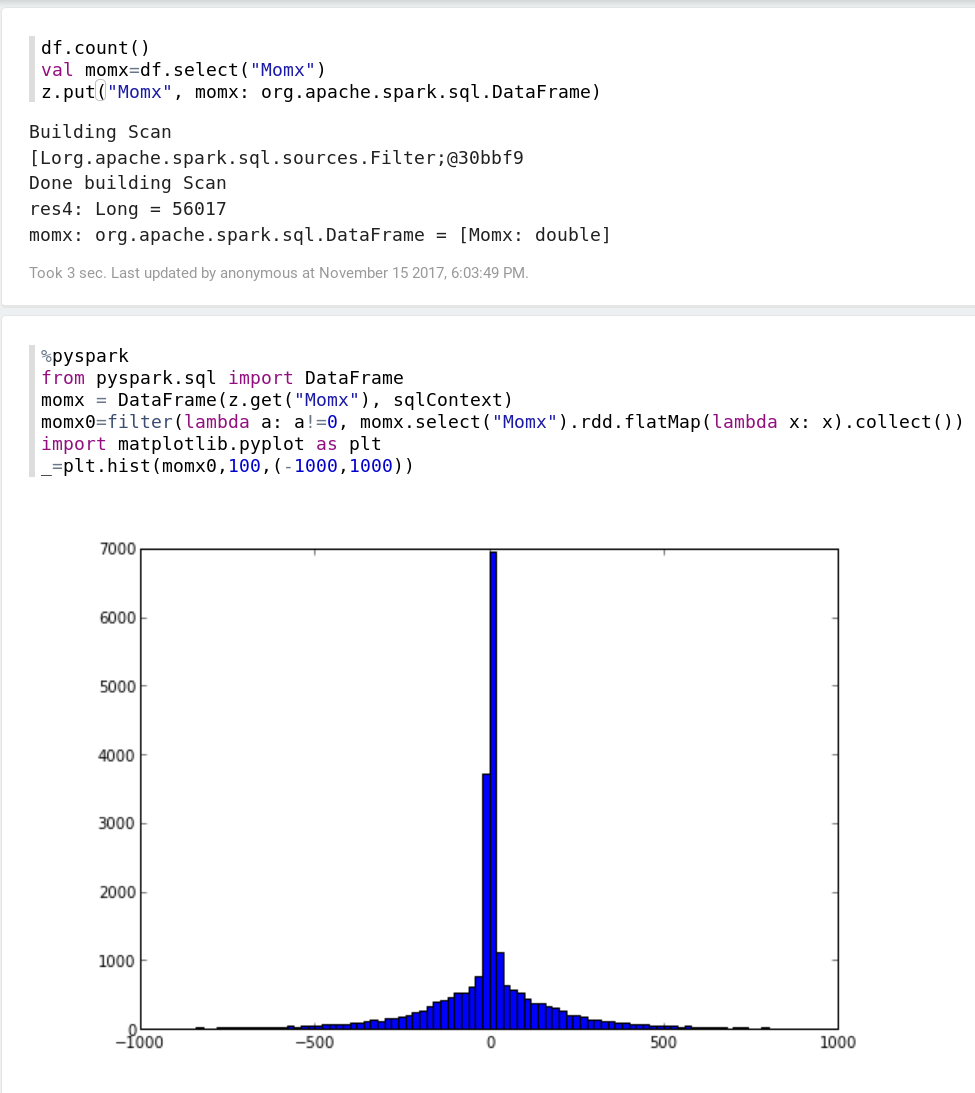 df.count()
val momx=df.select("Momx")
z.put("Momx", momx: org.apache.spark.sql.DataFrame)
Building Scan
[Lorg.apache.spark.sql.sources.Filter;@30bbf9
Done building Scan
res4: Long = 56017
momx: org.apache.spark.sql.DataFrame = [Momx: double]
Took 3 sec. Last updated by anonymous at November 15 2017, 6:03:49 PM.
%pyspark
from pyspark.sql import DataFrame
momx = DataFrame(z.get("Momx"), sqlContext)
momx0=filter(lambda a: a!=0, momx.select("Momx").rdd.flatMap(lambda x: x).collect())
import matplotlib.pyplot as plt
_=plt.hist(momx0,100,(-1000,1000))
7000
6000
5000
4000
3000
2000
1000
0
−1000 −500 0 500 1000